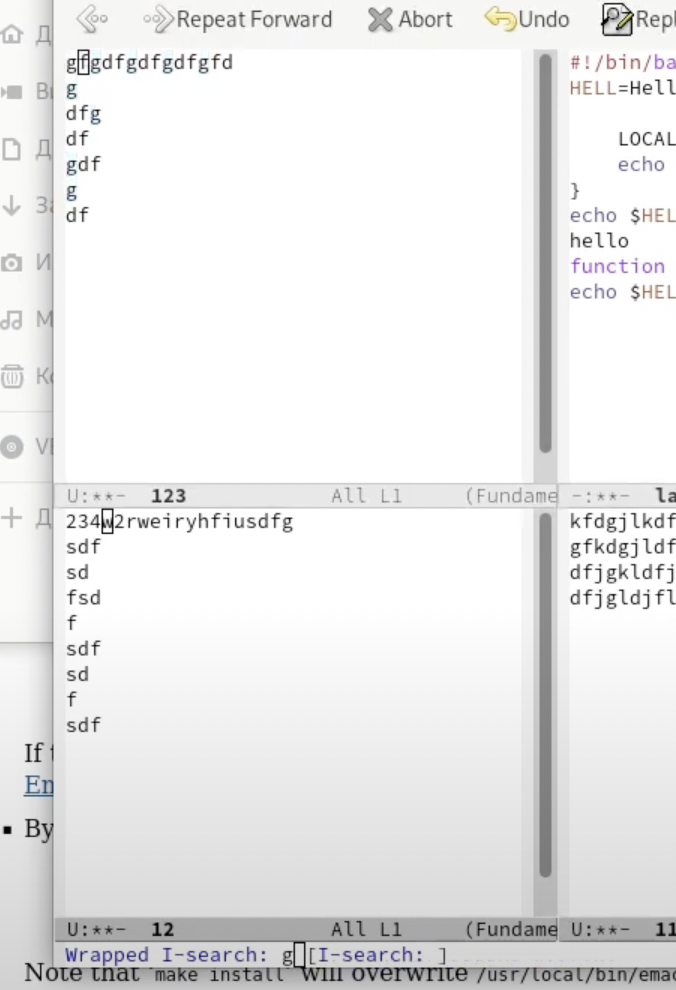 Repeat Forward Abort Undo
gfgdfgdfgdfgfd
g
dfg
df
gdf
g
df
U:**- 123 All L1 (Fundame
234w2rweiryhfiusdfg
sdf
sd
fsd
f
sdf
sd
f
sdf
U:**- 12 All L1 (Fundame
Wrapped I-search: g [I-search: ]
#!/bin/ba
HELL=Hell
LOCAL
echo
}
echo $HEL
hello
function
echo $HEL
-:**- la
kfdgjlkdf
gfkdgjldf
dfjgkldfj
dfjgldjfl
U:**- 11
If t
En
By
Note that make install will overwrite /usr/local/bin/emac